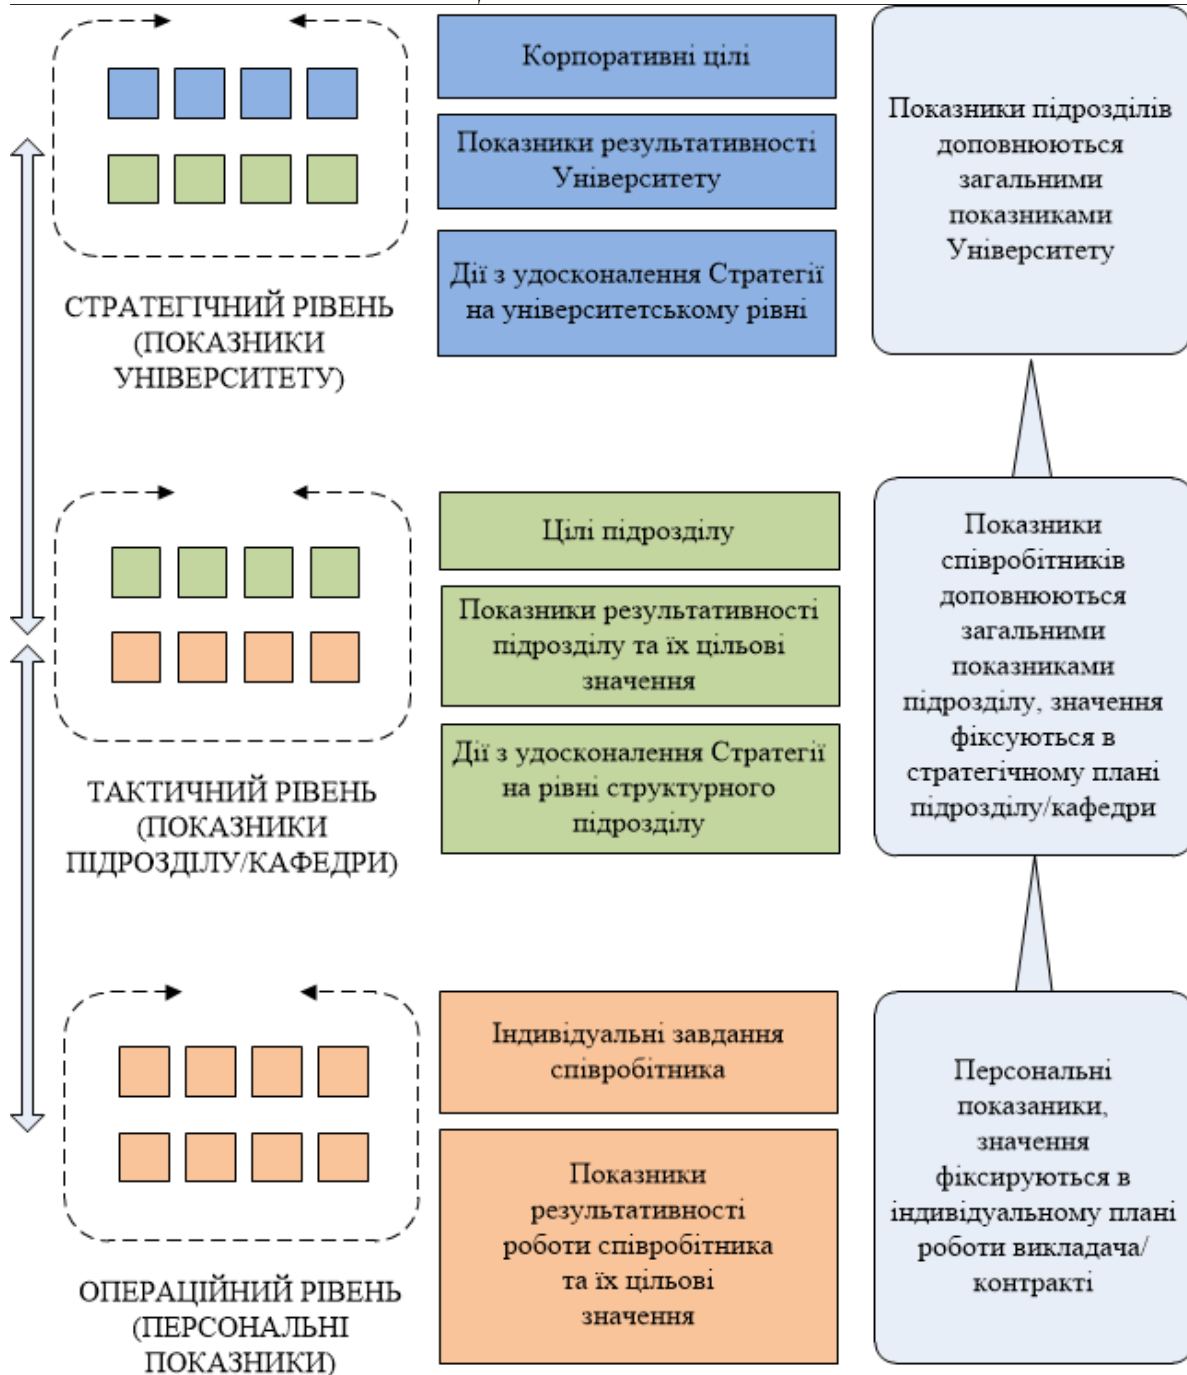 Корпоративні цілі
Показники результативності
Університету
Дії з удосконалення Стратегії
на університетському рівні
Показники підрозділів
доповнюються
загальними
показниками
Університету
СТРАТЕГІЧНИЙ РІВЕНЬ
(ПОКАЗНИКИ
УНІВЕРСИТЕТУ)
Цілі підрозділу
Показники результативності
підрозділу та їх цільові
значення
Дії з удосконалення Стратегії
на рівні структурного
підрозділу
Показники
співробітників
доповнюються
загальними
показниками
підрозділу, значення
фіксуються в
стратегічному плані
підрозділу/кафедри
ТАКТИЧНИЙ РІВЕНЬ
(ПОКАЗНИКИ
ПІДРОЗДІЛУ/КАФЕДРИ)
Індивідуальні завдання
співробітника
Показники
результативності
роботи співробітника
та їх цільові
значення
Персональні
показаники,
значення
фіксируються в
індивідуальному плані
роботи викладача/
контракті
ОПЕРАЦІЙНИЙ РІВЕНЬ
(ПЕРСОНАЛЬНІ
ПОКАЗНИКИ)